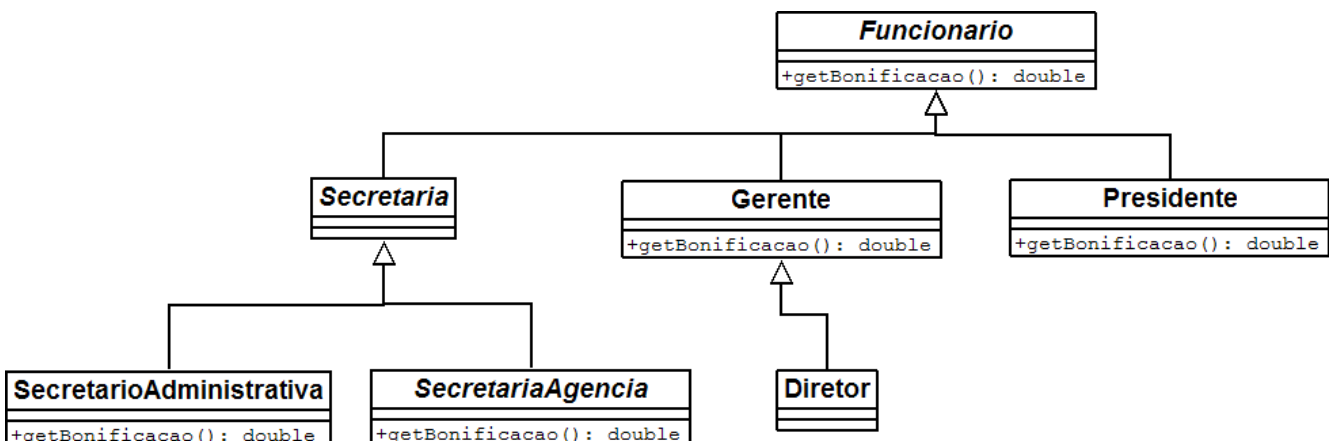 Funcionario
+getBonificacao(): double
Secretaria
Gerente
+getBonificacao(): double
Presidente
+getBonificacao(): double
SecretarioAdministrativa
+getBonificacao(): double
SecretariaAgencia
+getBonificacao(): double
Diretor